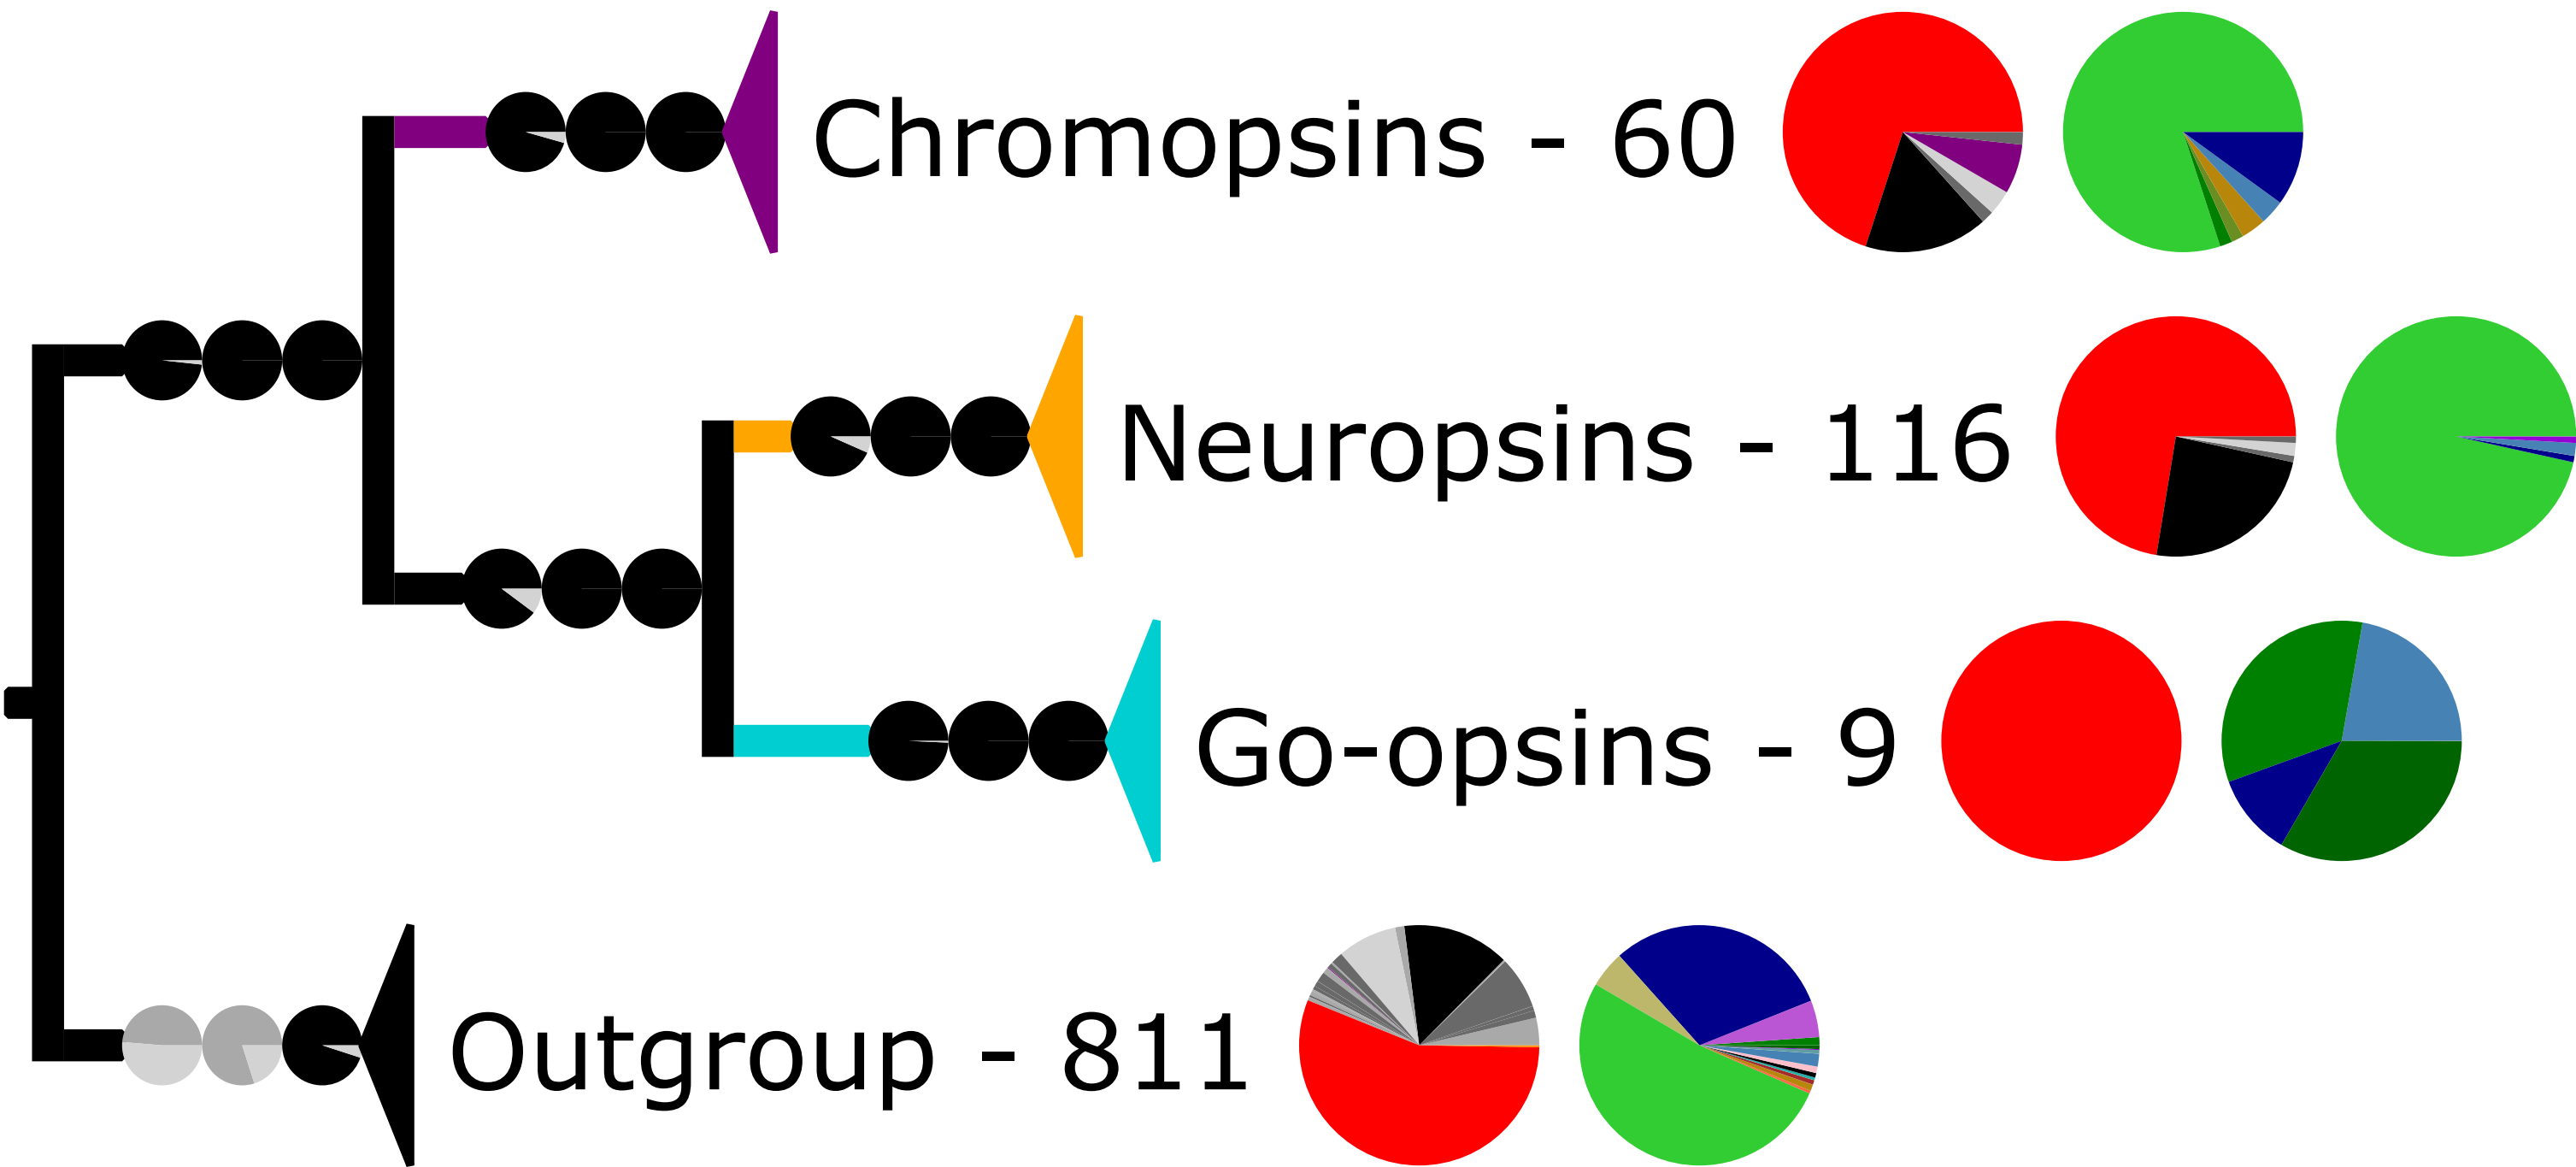 Chromopsins - 60
Neuropsins - 116
Go-opsins - 9
Outgroup - 811